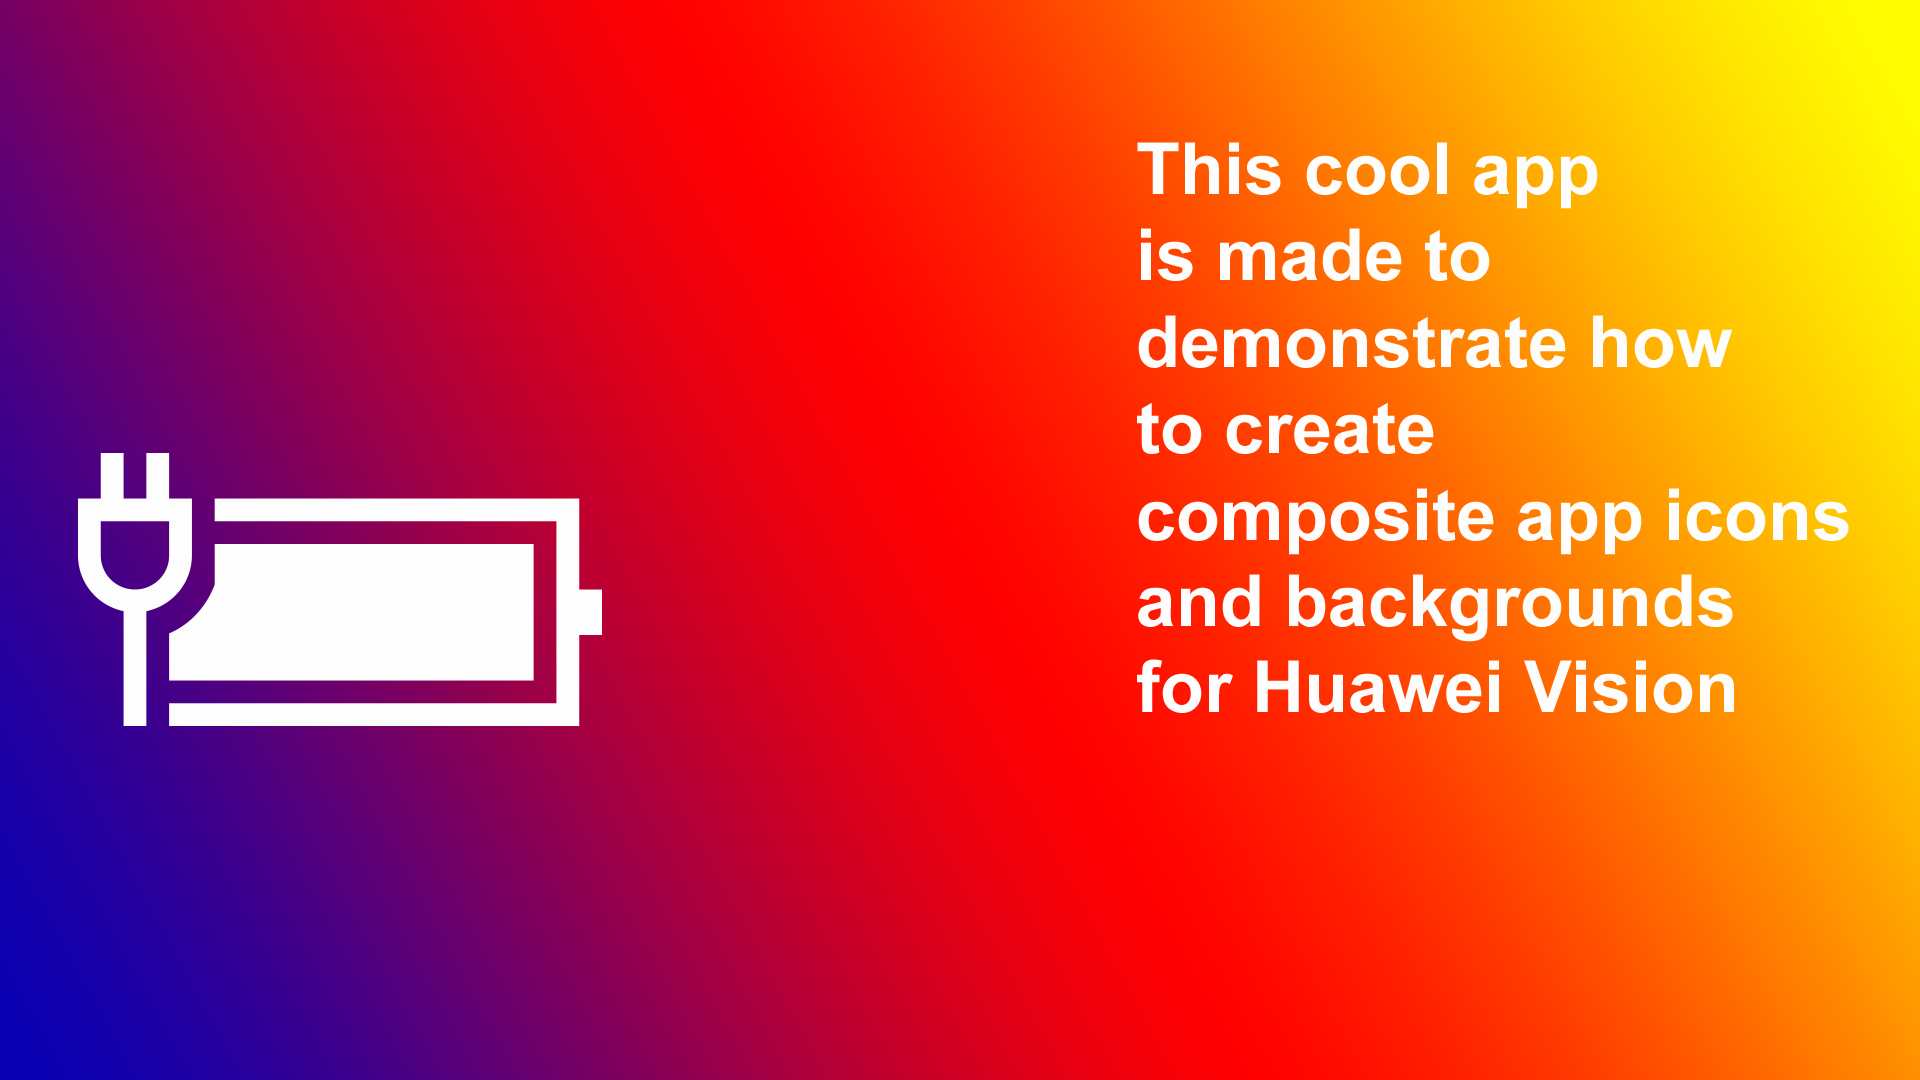 This cool app
is made to
demonstrate how
to create
composite app icons
and backgrounds
for Huawei Vision